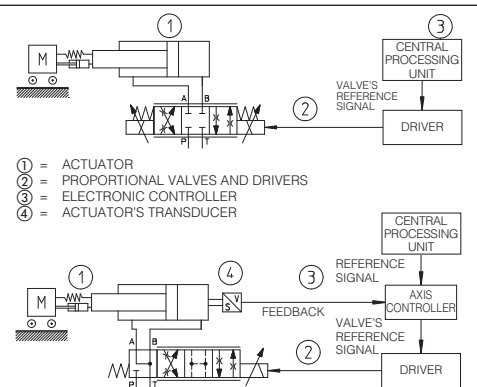 1
3
M
CENTRAL
PROCESSING
UNIT
A B
VALVE'S
REFERENCE
SIGNAL
2
DRIVER
P T
1 = ACTUATOR
2 = PROPORTIONAL VALVES AND DRIVERS
3 = ELECTRONIC CONTROLLER
4 = ACTUATOR'S TRANSDUCER
CENTRAL
PROCESSING
UNIT
1
4
3
REFERENCE
SIGNAL
M
S V
FEEDBACK
AXIS
CONTROLLER
A B
VALVE'S
REFERENCE
SIGNAL
2
DRIVER
P T